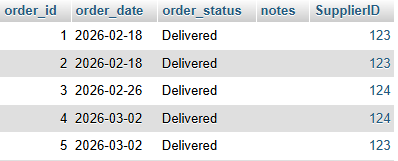 order_id order_date order_status notes SupplierID
1 2026-02-18 Delivered 123
2 2026-02-18 Delivered 123
3 2026-02-26 Delivered 124
4 2026-03-02 Delivered 124
5 2026-03-02 Delivered 123